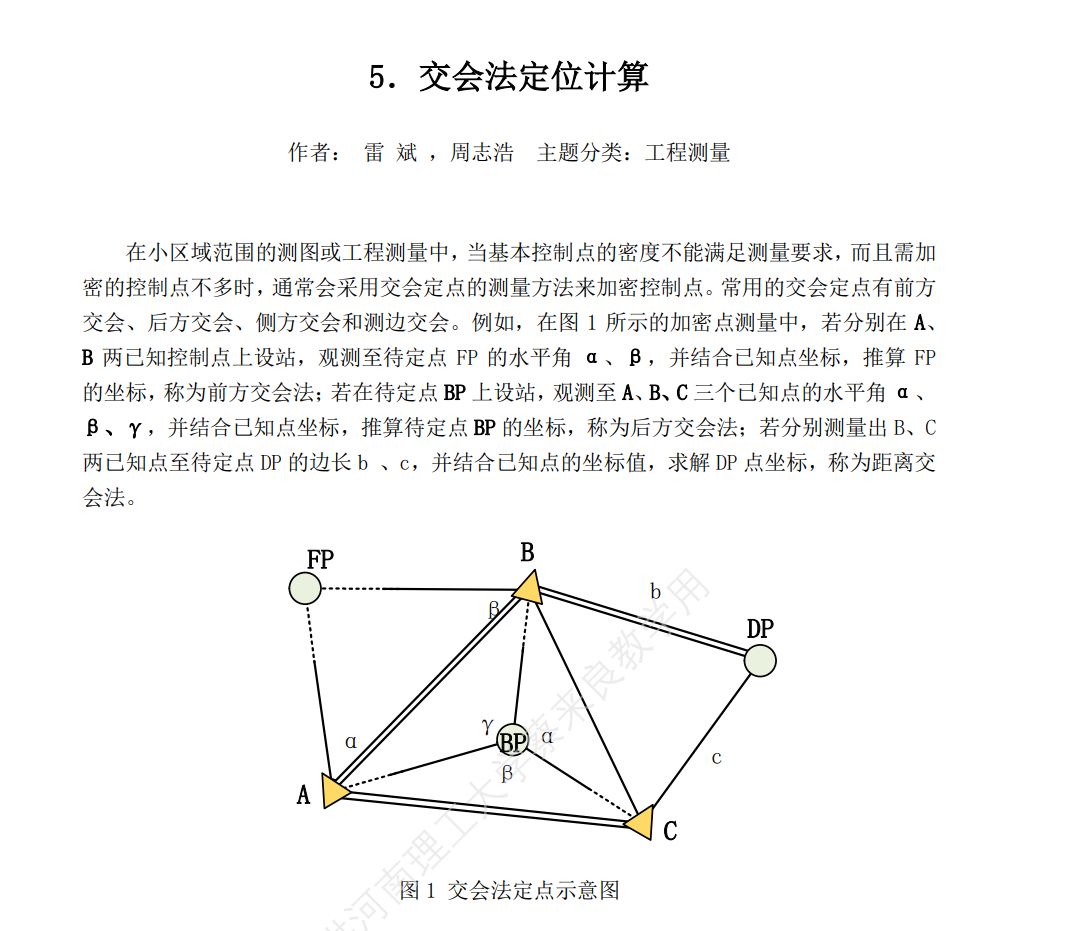 5. 交会法定位计算
作者： 雷 斌 ，周志浩 主题分类：工程测量
在小区域范围的测图或工程测量中，当基本控制点的密度不能满足测量要求，而且需加
密的控制点不多时，通常会采用交会定点的测量方法来加密控制点。常用的交会定点有前方
交会、后方交会、侧方交会和测边交会。例如，在图 1 所示的加密点测量中，若分别在 A、
B 两已知控制点上设站，观测至待定点 FP 的水平角 α、β，并结合已知点坐标，推算 FP
的坐标，称为前方交会法；若在待定点 BP 上设站，观测至 A、B、C 三个已知点的水平角 α、
β、γ，并结合已知点坐标，推算待定点 BP 的坐标，称为后方交会法；若分别测量出 B、C
两已知点至待定点 DP 的边长 b 、c，并结合已知点的坐标值，求解 DP 点坐标，称为距离交
会法。
FP
B
b
β
DP
γ
BP
α
α
β
c
A
C
图 1 交会法定点示意图
河南理工大学蔡来良教学用